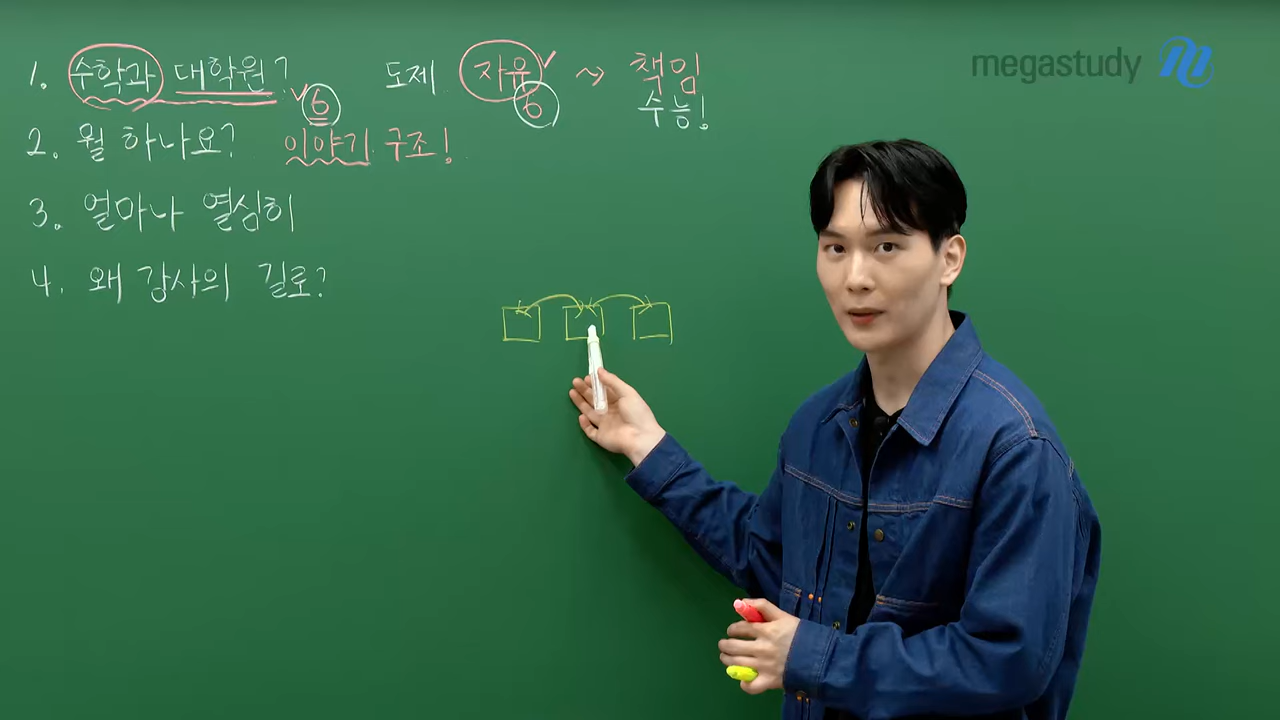 1. 수학과 대학원? 도제 자유 ~> 책임
6 6 수능!
2. 뭘 하나요? 이야기 구조!
3. 얼마나 열심히
4. 왜 강사의 길로?
megastudy